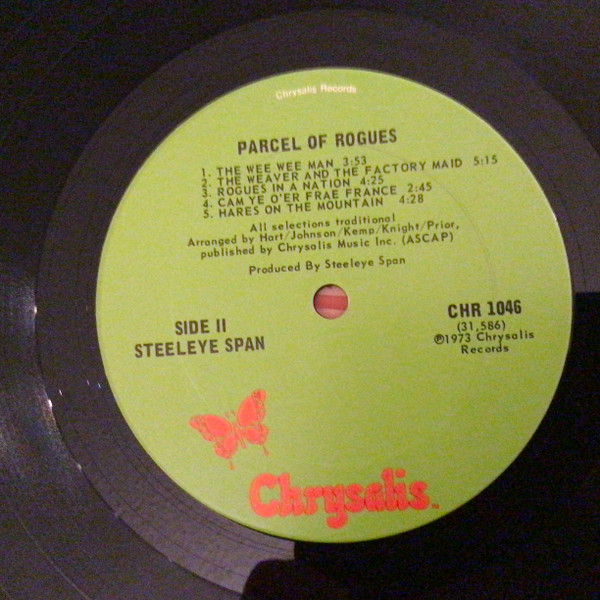 Chrysalis Records
PARCEL OF ROGUES
1. THE WEE WEE MAN 3:53
2. THE WEAVER AND THE FACTORY MAID 5:15
3. ROGUES IN A NATION 4:25
4. CAM YE O'ER FRAE FRANCE 2:45
5. HARES ON THE MOUNTAIN 4:28
All selections traditional
Arranged by Hart/Johnson/Kemp/Knight/Prior,
published by Chrysalis Music Inc. (ASCAP)
Produced By Steeleye Span
SIDE II
STEELEYE SPAN
CHR 1046
(31,586)
℗1973 Chrysalis
Records
Chrysalis™